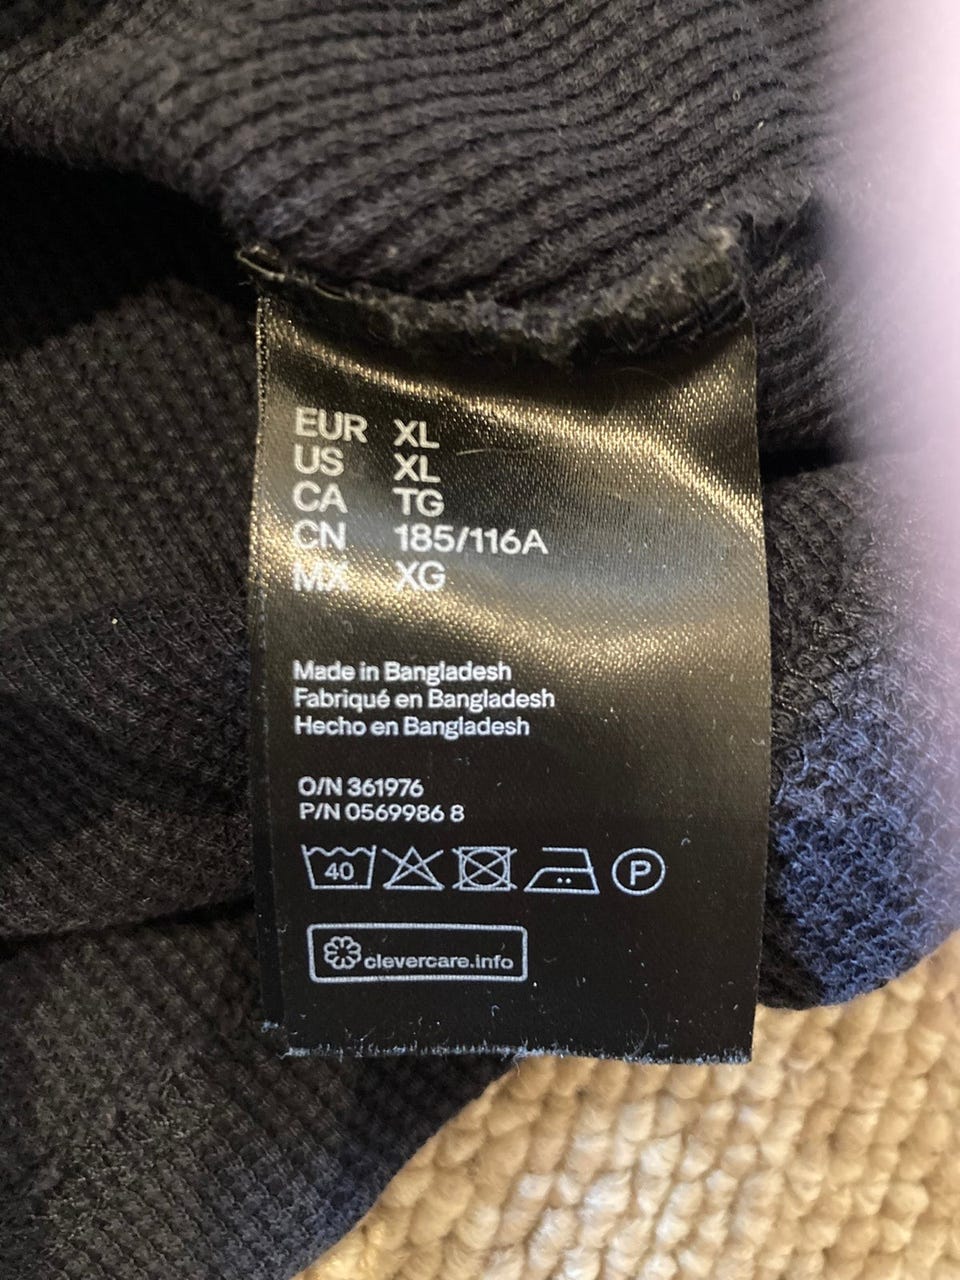 EUR XL
US XL
CA TG
CN 185/116A
MX XG
Made in Bangladesh
Fabriqué en Bangladesh
Hecho en Bangladesh
O/N 361976
P/N 0569986 8
40 P
clevercare.info